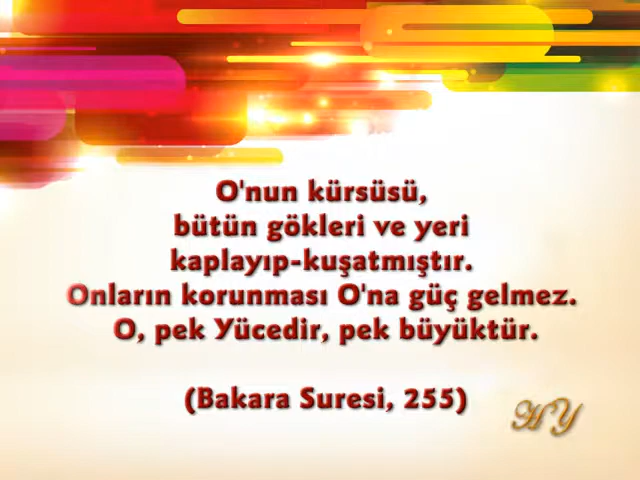 O'nun kürsüsü,
bütün gökleri ve yeri
kaplayıp-kuşatmıştır.
Onların korunması O'na güç gelmez.
O, pek Yücedir, pek büyüktür.
(Bakara Suresi, 255)
HY